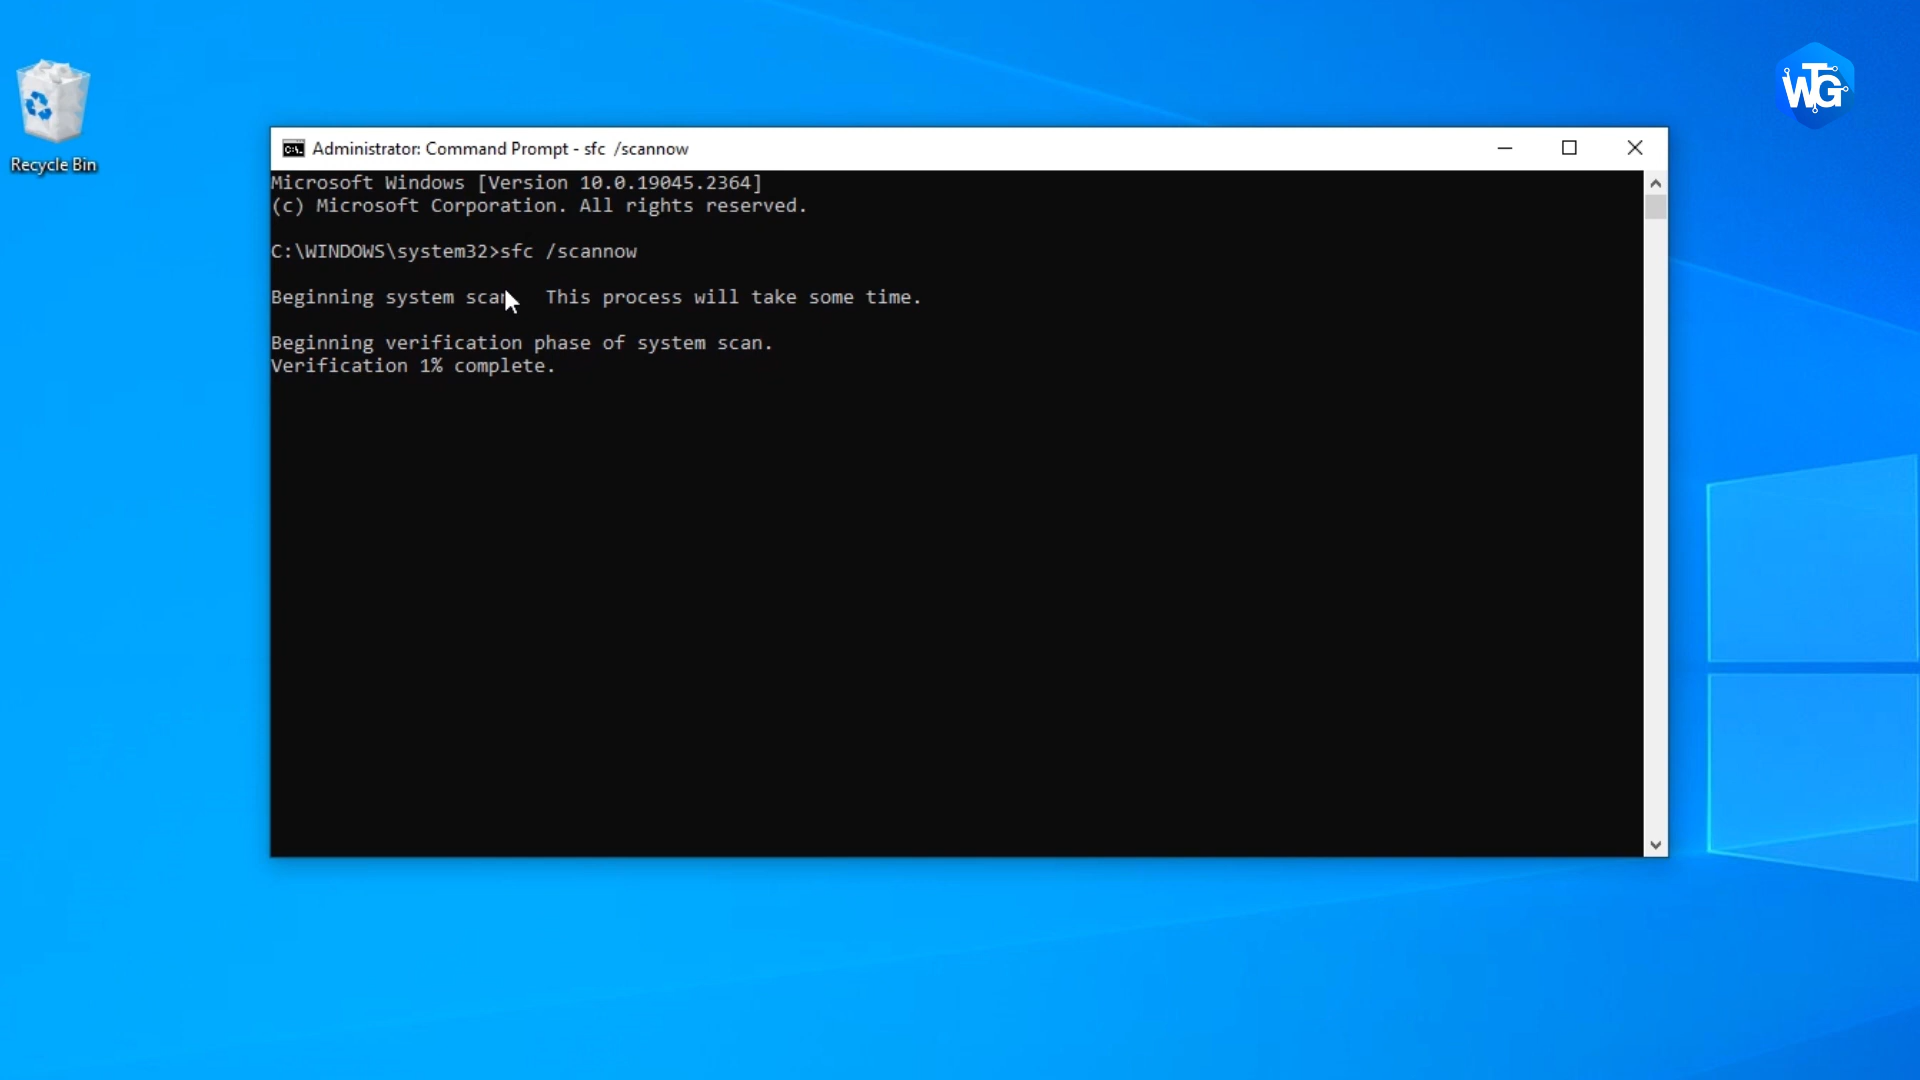 WTG
Recycle Bin
Administrator: Command Prompt - sfc /scannow
Microsoft Windows [Version 10.0.19045.2364]
(c) Microsoft Corporation. All rights reserved.
C:\WINDOWS\system32>sfc /scannow
Beginning system scan This process will take some time.
Beginning verification phase of system scan.
Verification 1% complete.